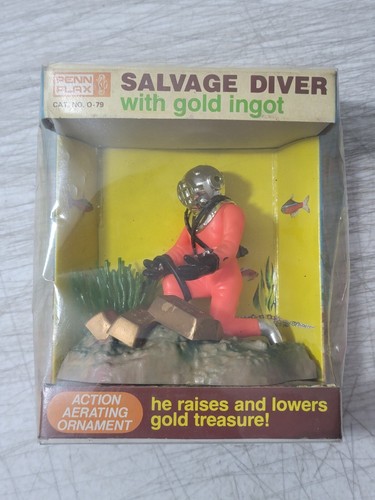 PENN
PLAX
CAT. NO. O-79
SALVAGE DIVER
with gold ingot
ACTION
AERATING
ORNAMENT
he raises and lowers
gold treasure!